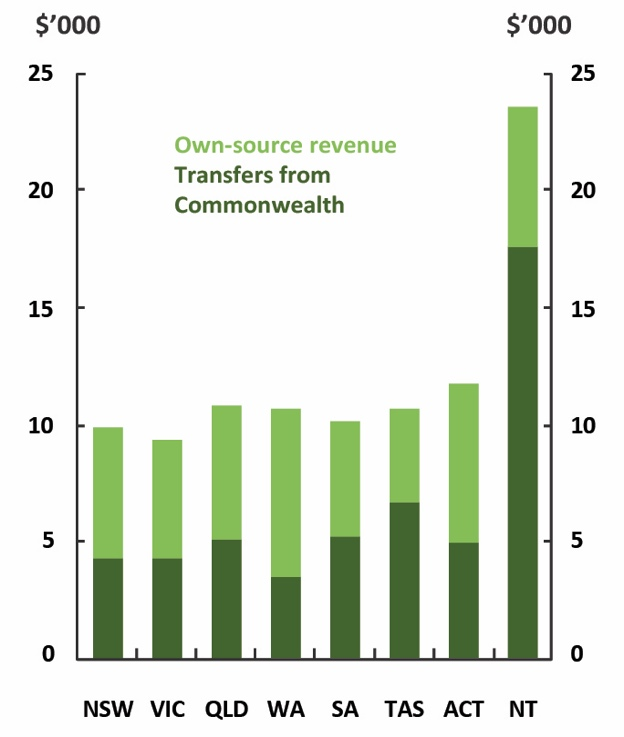 $’000 $’000
25 25
Own-source revenue
Transfers from
Commonwealth
20 20
15 15
10 10
5 5
0 0
NSW VIC QLD WA SA TAS ACT NT